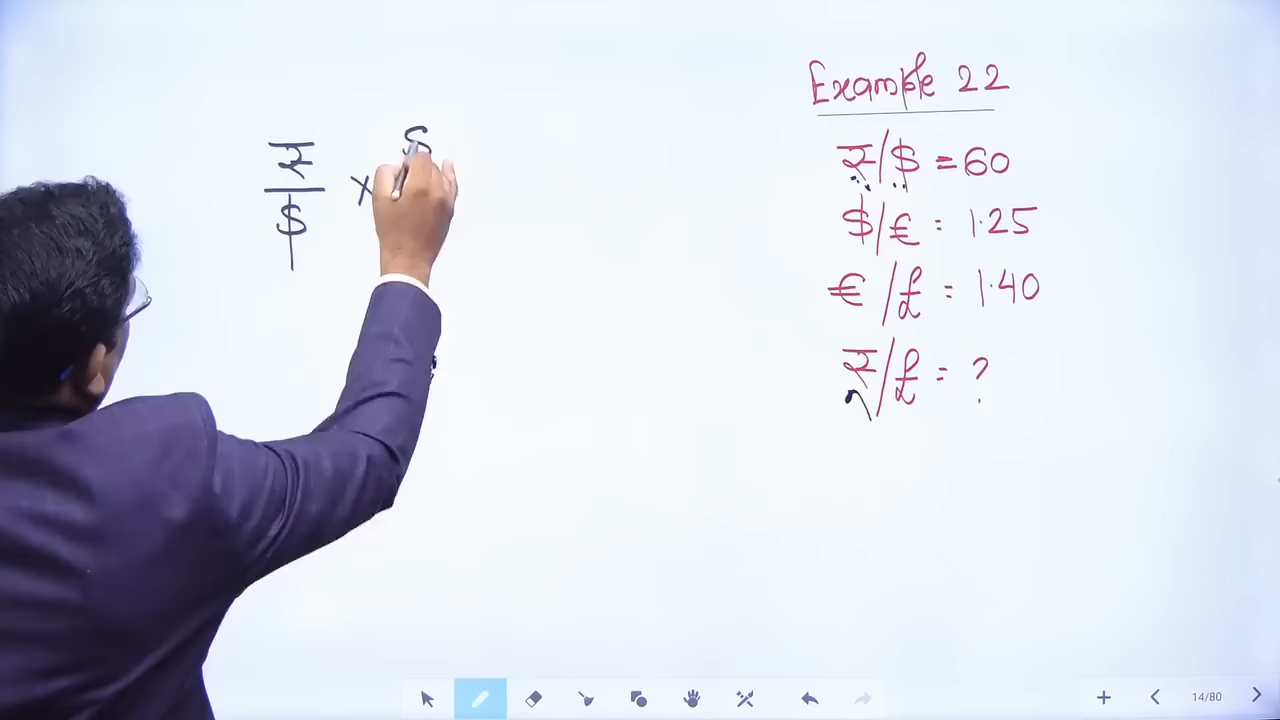 Example 22
₹/$ = 60
$/€ = 1.25
€/£ = 1.40
₹/£ = ?
₹
$
×
14/80